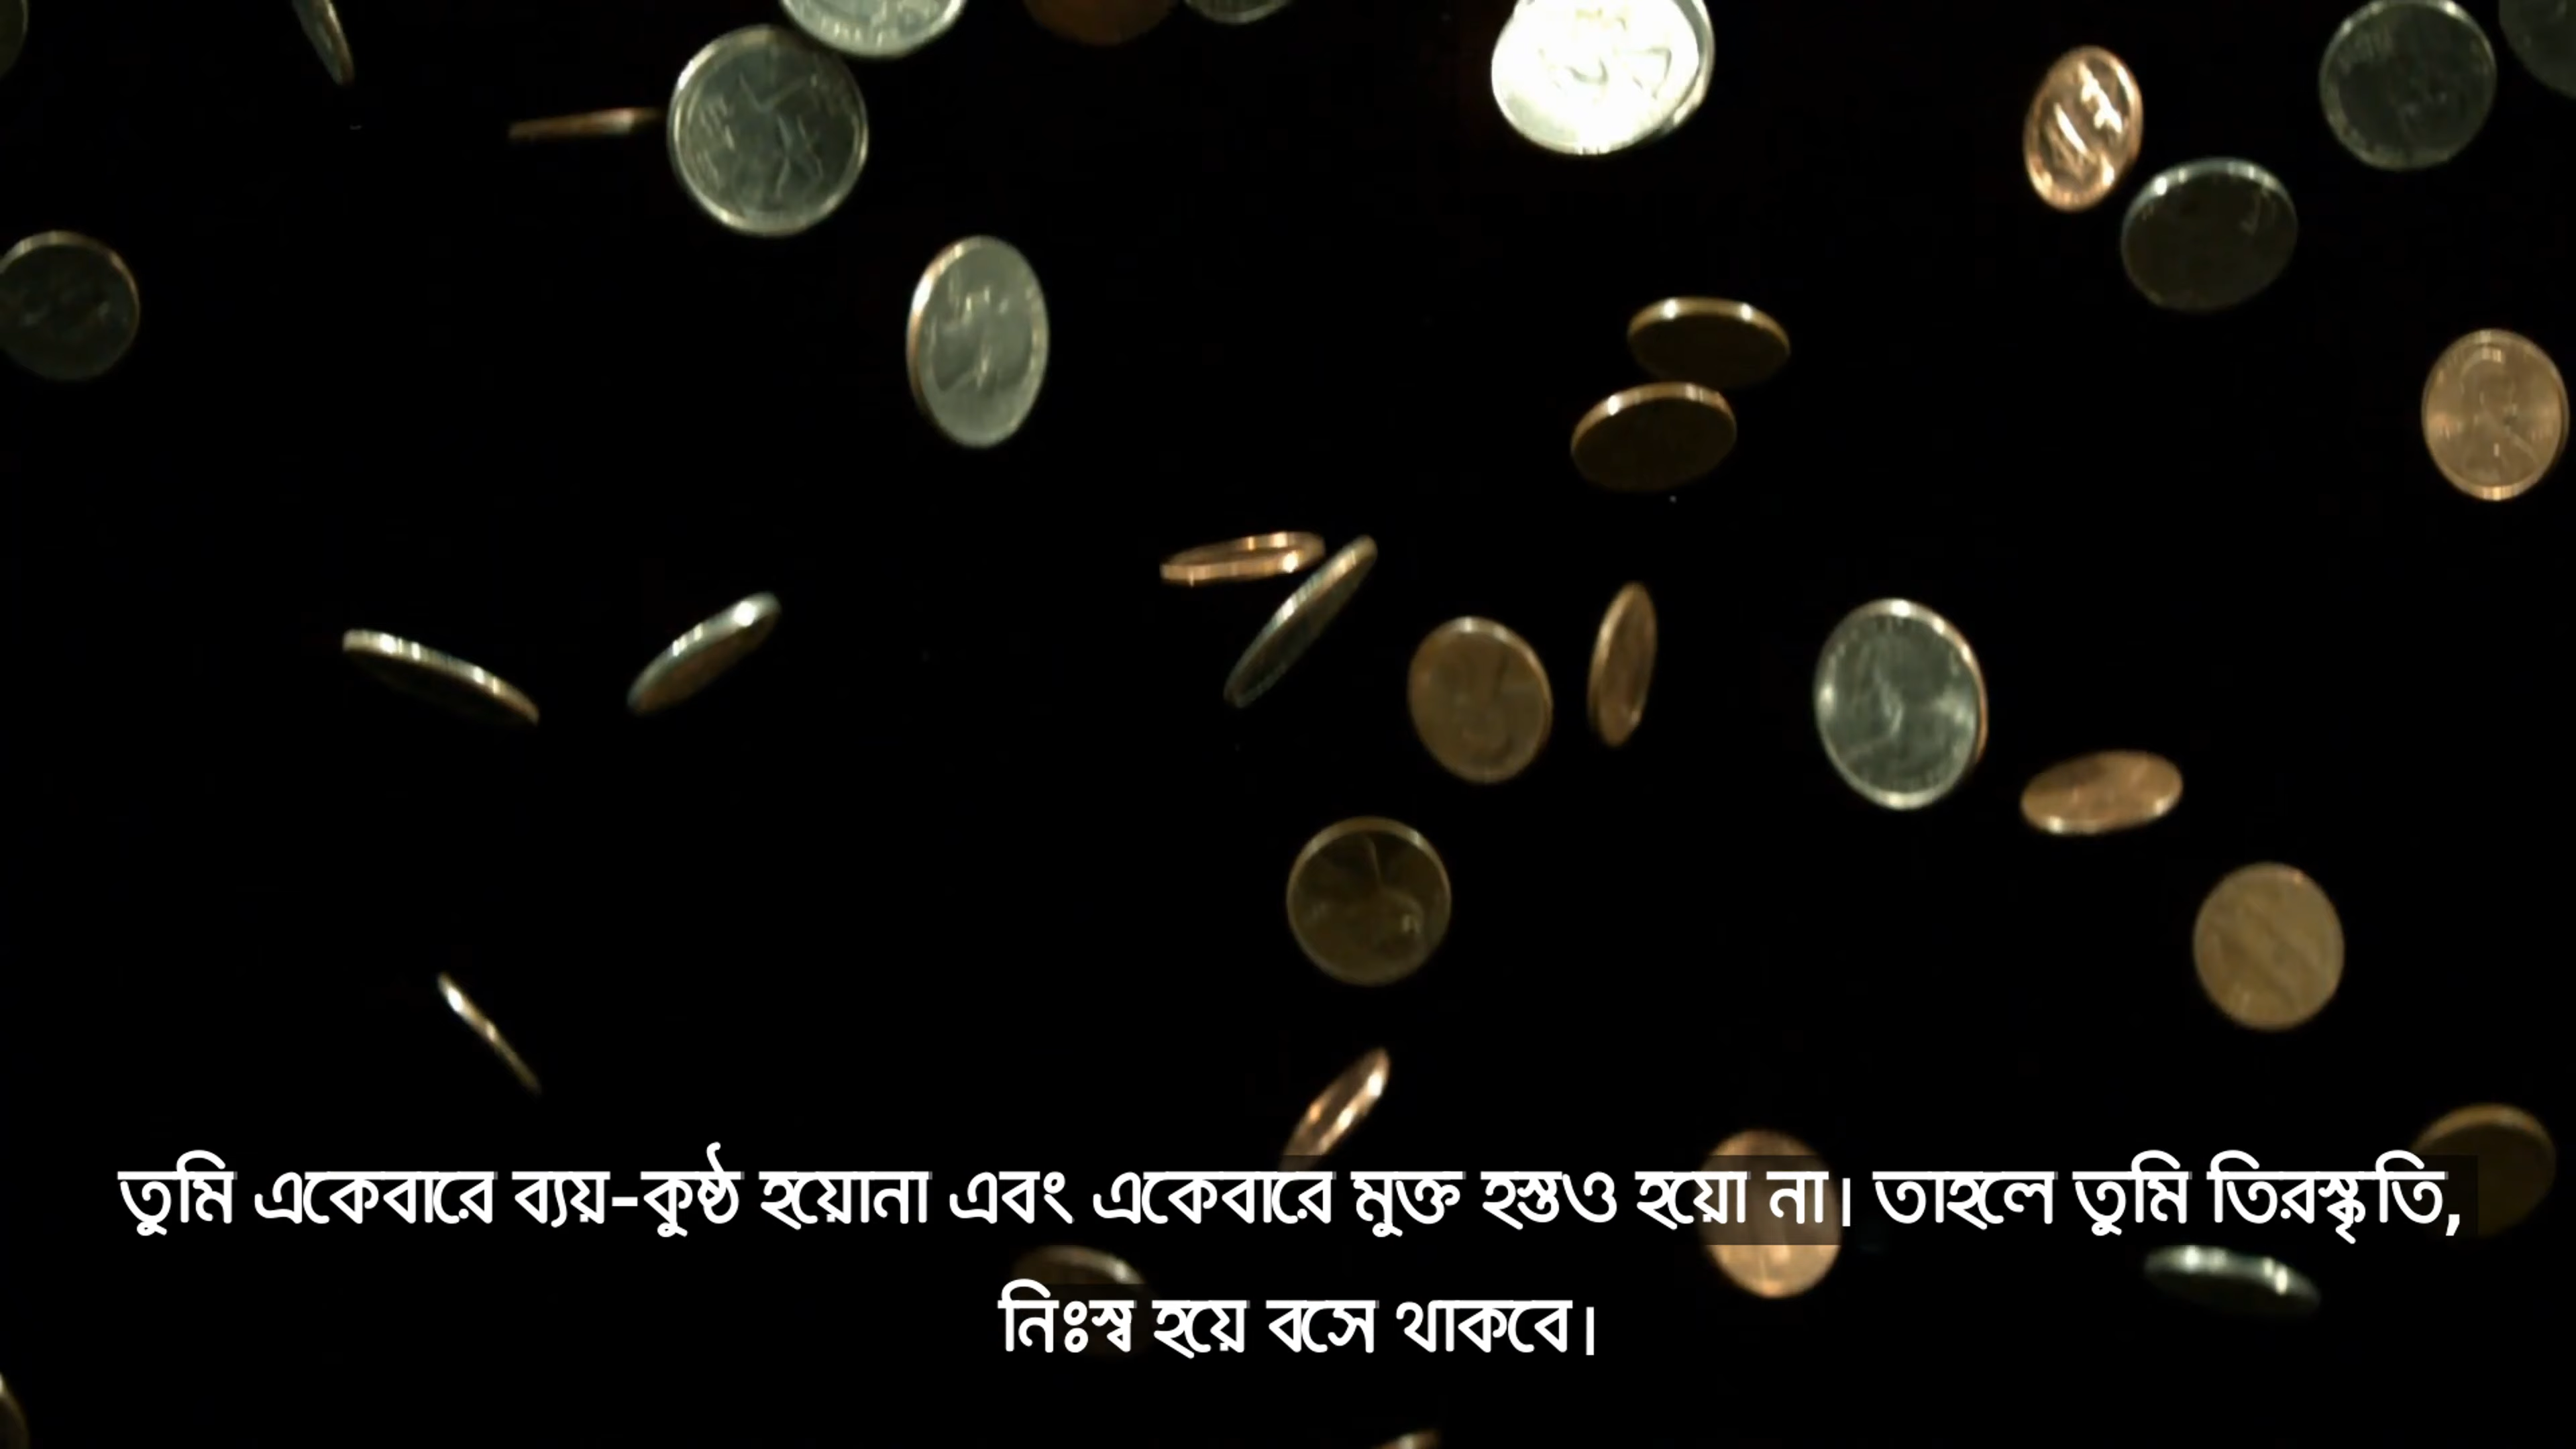 তুমি একেবারে ব্যয়-কুষ্ঠ হয়োনা এবং একেবারে মুক্ত হস্তও হয়ো না। তাহলে তুমি তিরস্কৃতি,
নিঃস্ব হয়ে বসে থাকবে।